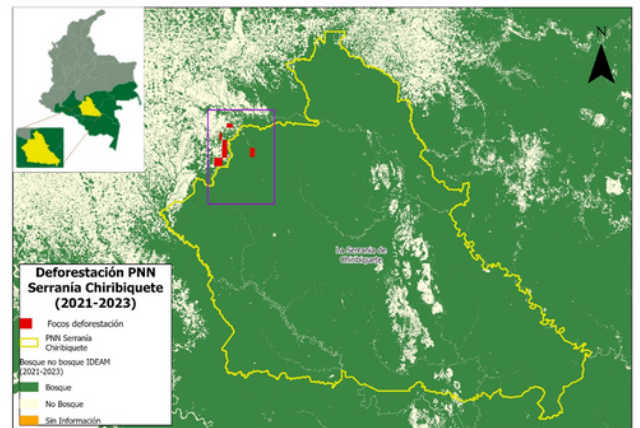 N
La Serranía de
Chiribiquete
Deforestación PNN
Serranía Chiribiquete
(2021-2023)
Focos deforestación
PNN Serranía
Chiribiquete
Bosque no bosque IDEAM
(2021-2023)
Bosque
No Bosque
Sin Información